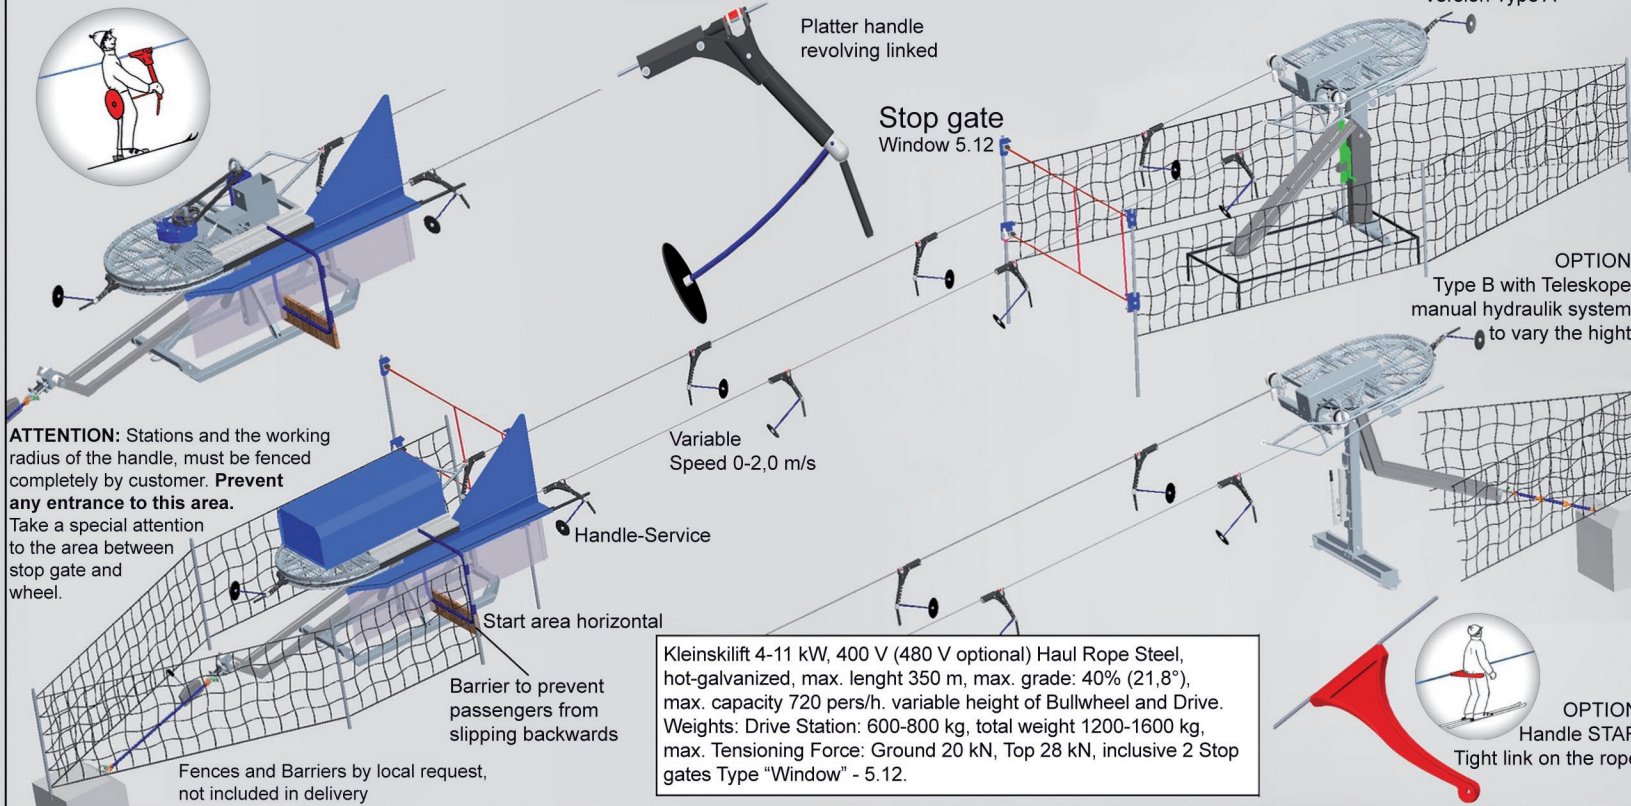 Version Type A
Platter handle
revolving linked
Stop gate
Window 5.12
OPTION
Type B with Teleskope
manual hydraulik system
to vary the hight
ATTENTION: Stations and the working
radius of the handle, must be fenced
completely by customer. Prevent
any entrance to this area.
Take a special attention
to the area between
stop gate and
wheel.
Variable
Speed 0-2,0 m/s
Handle-Service
Start area horizontal
Barrier to prevent
passengers from
slipping backwards
Fences and Barriers by local request,
not included in delivery
Kleinskilift 4-11 kW, 400 V (480 V optional) Haul Rope Steel,
hot-galvanized, max. lenght 350 m, max. grade: 40% (21,8°),
max. capacity 720 pers/h. variable height of Bullwheel and Drive.
Weights: Drive Station: 600-800 kg, total weight 1200-1600 kg,
max. Tensioning Force: Ground 20 kN, Top 28 kN, inclusive 2 Stop
gates Type “Window” - 5.12.
OPTION
Handle STAR
Tight link on the rope